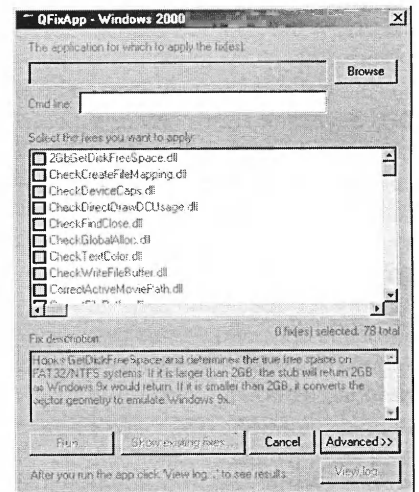 QFixApp - Windows 2000
The application for which to apply the fix(es):
Browse
Cmd line:
Select the fixes you want to apply:
2GbGetDiskFreeSpace.dll
CheckCreateFileMapping.dll
CheckDeviceCaps.dll
CheckDirectDrawDCUsage.dll
CheckFindClose.dll
CheckGlobalAlloc.dll
CheckTextColor.dll
CheckWriteFileBuffer.dll
CorrectActiveMoviePath.dll
Fix description:
0 fix(es) selected. 78 total
Hooks GetDiskFreeSpace and determines the true free space on
FAT32/NTFS systems. If it is larger than 2GB, the stub will return 2GB
as Windows 9x would return. If it is smaller than 2GB, it converts the
sector geometry to emulate Windows 9x.
Run...
Show existing fixes...
Cancel
Advanced>>
After you run the app click 'View log...' to see results.
View log...